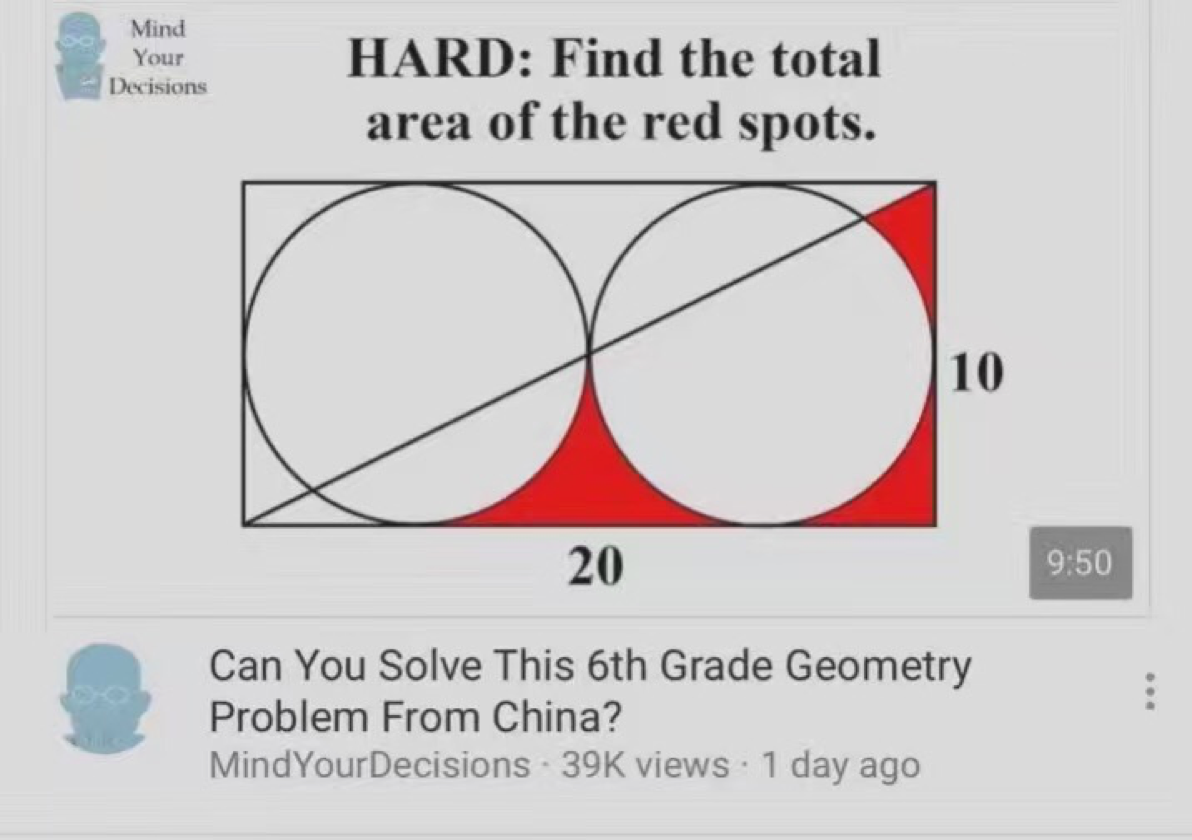 Mind
Your
Decisions
HARD: Find the total
area of the red spots.
10
20
9:50
Can You Solve This 6th Grade Geometry
Problem From China?
MindYourDecisions · 39K views · 1 day ago